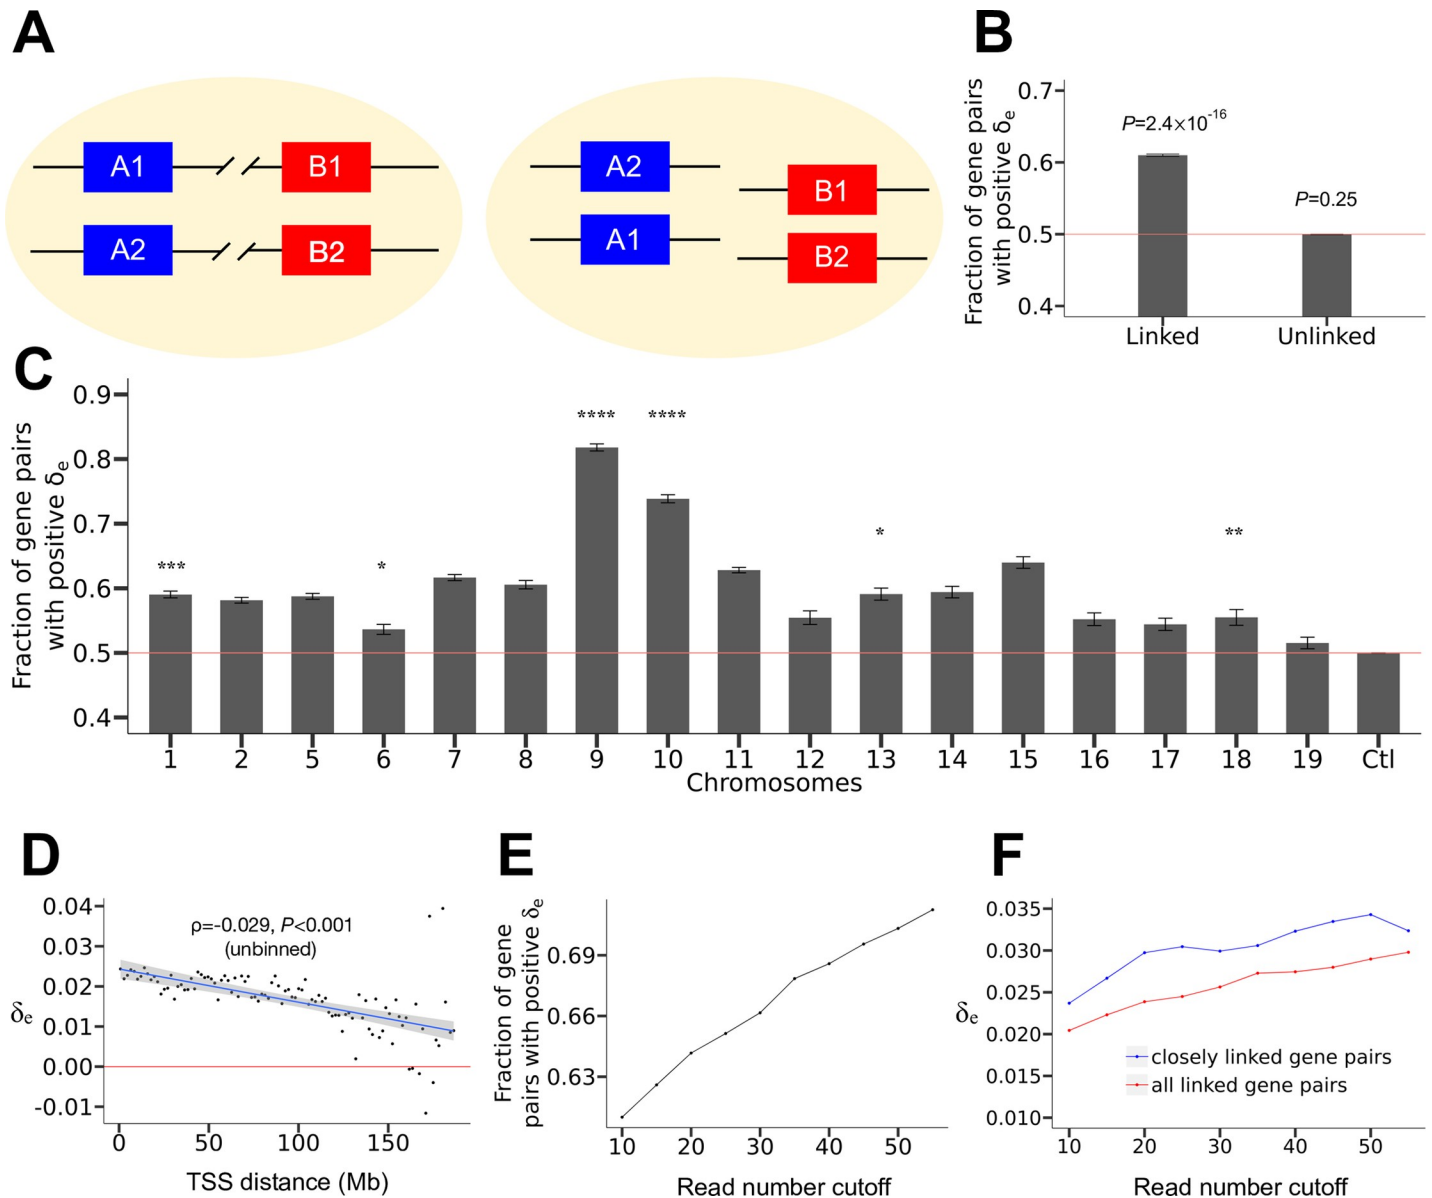 A
A1
B1
A2
B2
A2
B1
A1
B2
B
Fraction of gene pairs
with positive δe
0.7
0.6
0.5
0.4
P=2.4×10-16
P=0.25
Linked
Unlinked
C
Fraction of gene pairs
with positive δe
0.9
0.8
0.7
0.6
0.5
0.4
***
*
****
****
*
**
1 2 5 6 7 8 9 10 11 12 13 14 15 16 17 18 19 Ctl
Chromosomes
D
δe
0.04
0.03
0.02
0.01
0.00
-0.01
ρ=-0.029, P<0.001
(unbinned)
0 50 100 150
TSS distance (Mb)
E
Fraction of gene
pairs with positive δe
0.69
0.66
0.63
10 20 30 40 50
Read number cutoff
F
δe
0.035
0.030
0.025
0.020
0.015
0.010
closely linked gene pairs
all linked gene pairs
10 20 30 40 50
Read number cutoff